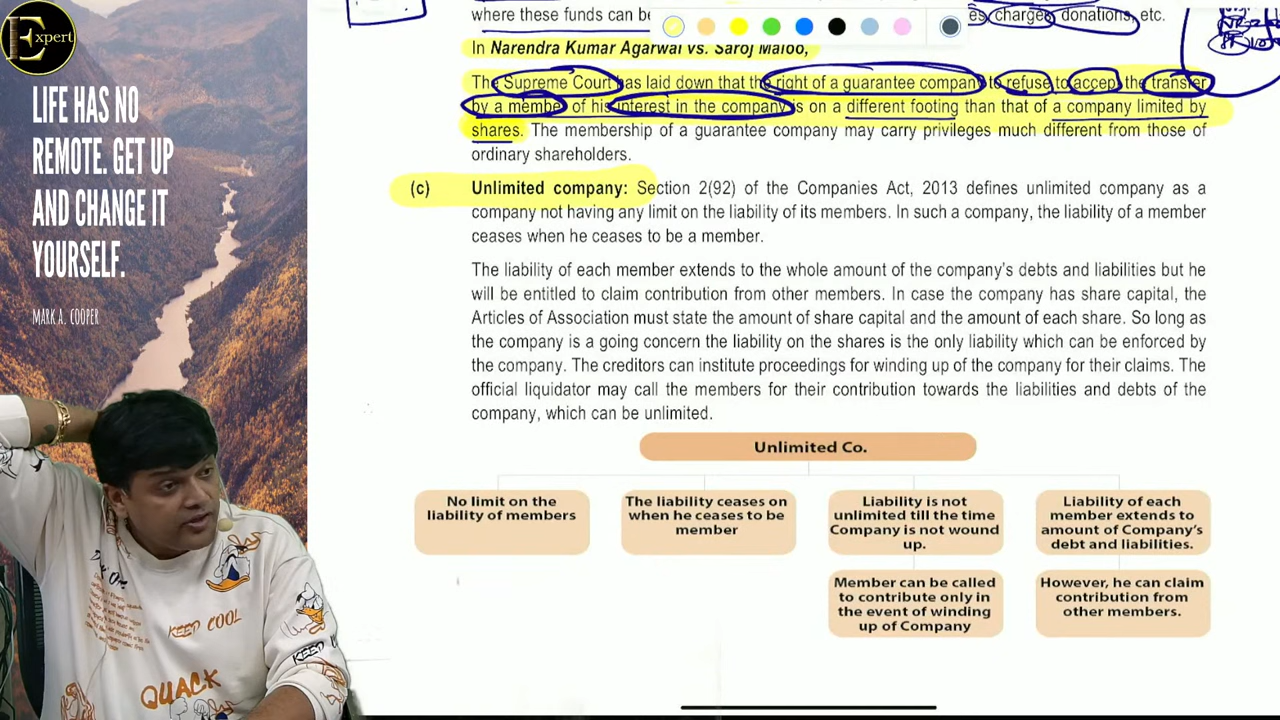 Expert
LIFE HAS NO
REMOTE. GET UP
AND CHANGE IT
YOURSELF.
MARK A. COOPER
where these funds can be es, charges, donations, etc.
In Narendra Kumar Agarwal vs. Saroj Maloo,
The Supreme Court has laid down that the right of a guarantee company to refuse to accept the transfer
by a member of his interest in the company is on a different footing than that of a company limited by
shares. The membership of a guarantee company may carry privileges much different from those of
ordinary shareholders.
(c) Unlimited company: Section 2(92) of the Companies Act, 2013 defines unlimited company as a
company not having any limit on the liability of its members. In such a company, the liability of a member
ceases when he ceases to be a member.
The liability of each member extends to the whole amount of the company's debts and liabilities but he
will be entitled to claim contribution from other members. In case the company has share capital, the
Articles of Association must state the amount of share capital and the amount of each share. So long as
the company is a going concern the liability on the shares is the only liability which can be enforced by
the company. The creditors can institute proceedings for winding up of the company for their claims. The
official liquidator may call the members for their contribution towards the liabilities and debts of the
company, which can be unlimited.
Unlimited Co.
No limit on the
liability of members
The liability ceases on
when he ceases to be
member
Liability is not
unlimited till the time
Company is not wound
up.
Liability of each
member extends to
amount of Company's
debt and liabilities.
Member can be called
to contribute only in
the event of winding
up of Company
However, he can claim
contribution from
other members.
KEEP COOL
KEEP
QUACK